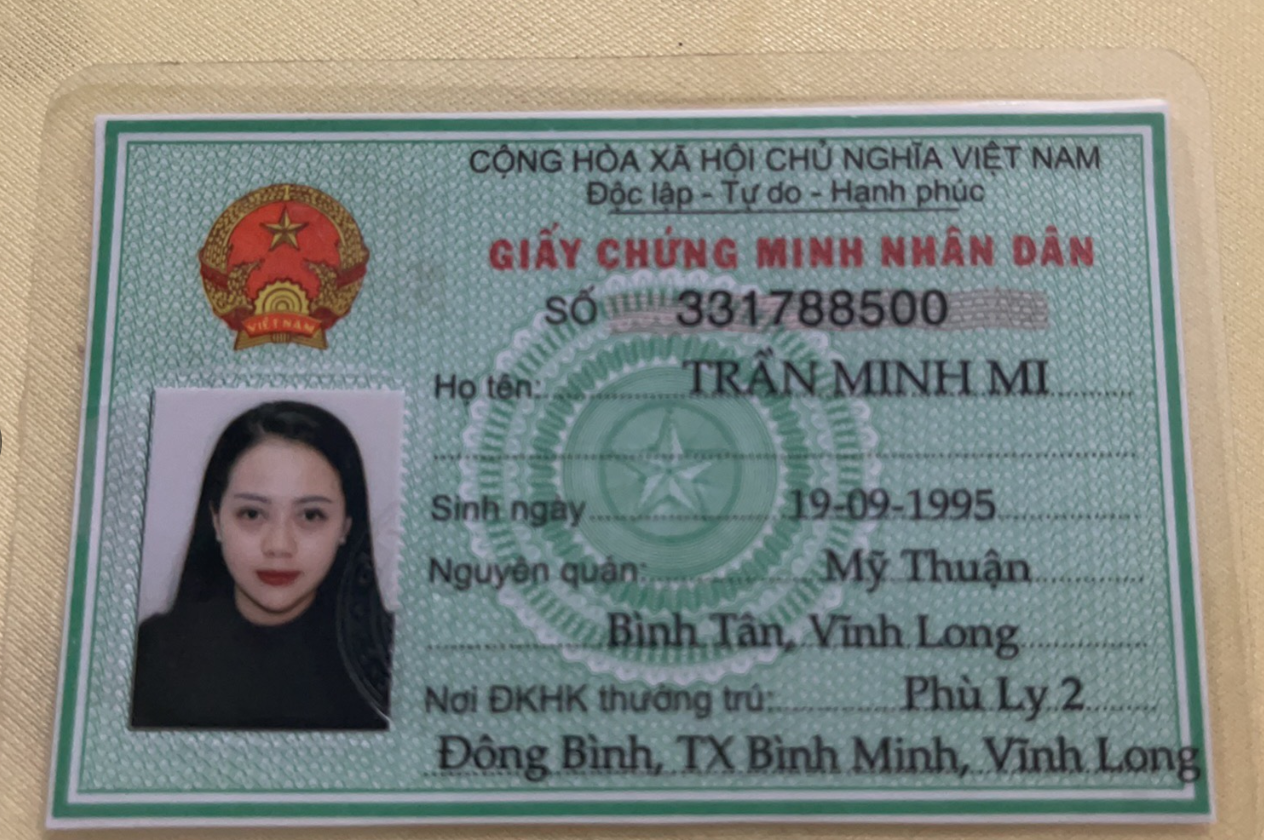 CỘNG HÒA XÃ HỘI CHỦ NGHĨA VIỆT NAM
Độc lập - Tự do - Hạnh phúc
GIẤY CHỨNG MINH NHÂN DÂN
SỐ 331788500
VIỆT NAM
Họ tên: TRẦN MINH MI
Sinh ngày 19-09-1995
Nguyên quán: Mỹ Thuận
Bình Tân, Vĩnh Long
Nơi ĐKHK thường trú: Phù Ly 2
Đông Bình, TX Bình Minh, Vĩnh Long